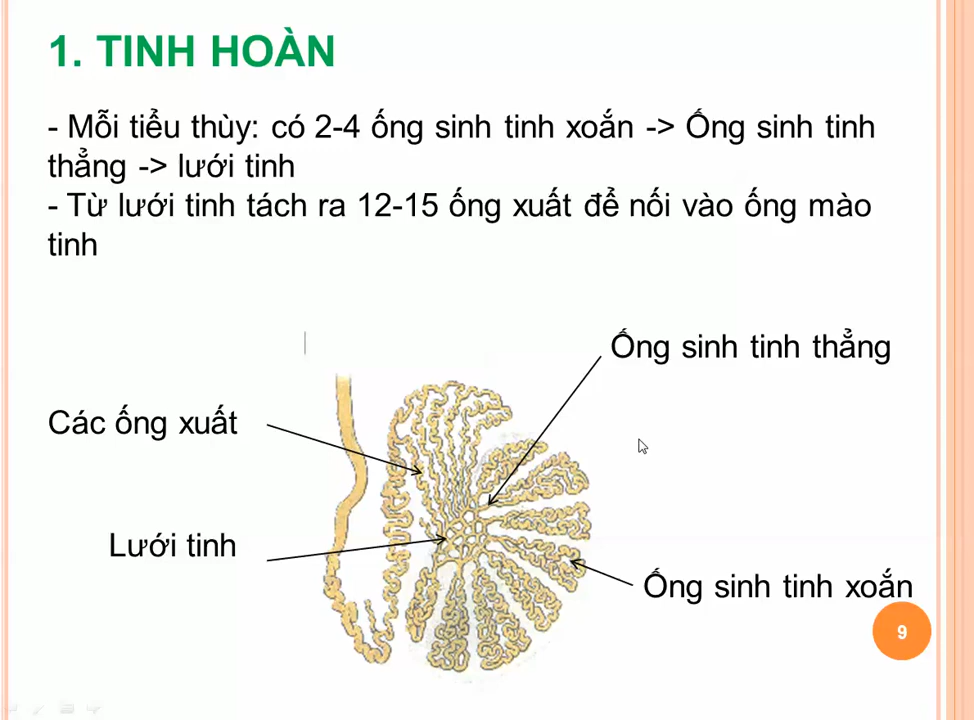 1. TINH HOÀN
- Mỗi tiểu thùy: có 2-4 ống sinh tinh xoắn -> Ống sinh tinh
thẳng -> lưới tinh
- Từ lưới tinh tách ra 12-15 ống xuất để nối vào ống mào
tinh
Ống sinh tinh thẳng
Các ống xuất
Lưới tinh
Ống sinh tinh xoắn
9